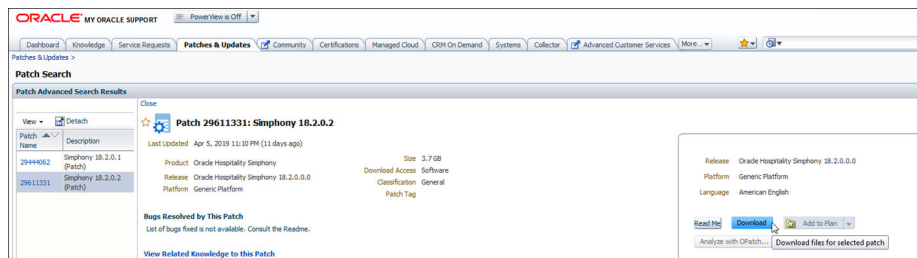 ORACLE MY ORACLE SUPPORT PowerView is Off
Dashboard Knowledge Service Requests Patches & Updates Community Certifications Managed Cloud CRM On Demand Systems Collector Advanced Customer Services More...
Patches & Updates >
Patch Search
Patch Advanced Search Results
View Detach
Patch Name Description
29444062 Simphony 18.2.0.1 (Patch)
29611331 Simphony 18.2.0.2 (Patch)
Close
Patch 29611331: Simphony 18.2.0.2
Last Updated Apr 5, 2019 11:10 PM (11 days ago)
Product Oracle Hospitality Simphony
Release Oracle Hospitality Simphony 18.2.0.0.0
Platform Generic Platform
Size 3.7 GB
Download Access Software
Classification General
Patch Tag
Bugs Resolved by This Patch
List of bugs fixed is not available. Consult the Readme.
View Related Knowledge to this Patch
Release Oracle Hospitality Simphony 18.2.0.0.0
Platform Generic Platform
Language American English
Read Me Download Add to Plan
Analyze with OPatch... Download files for selected patch